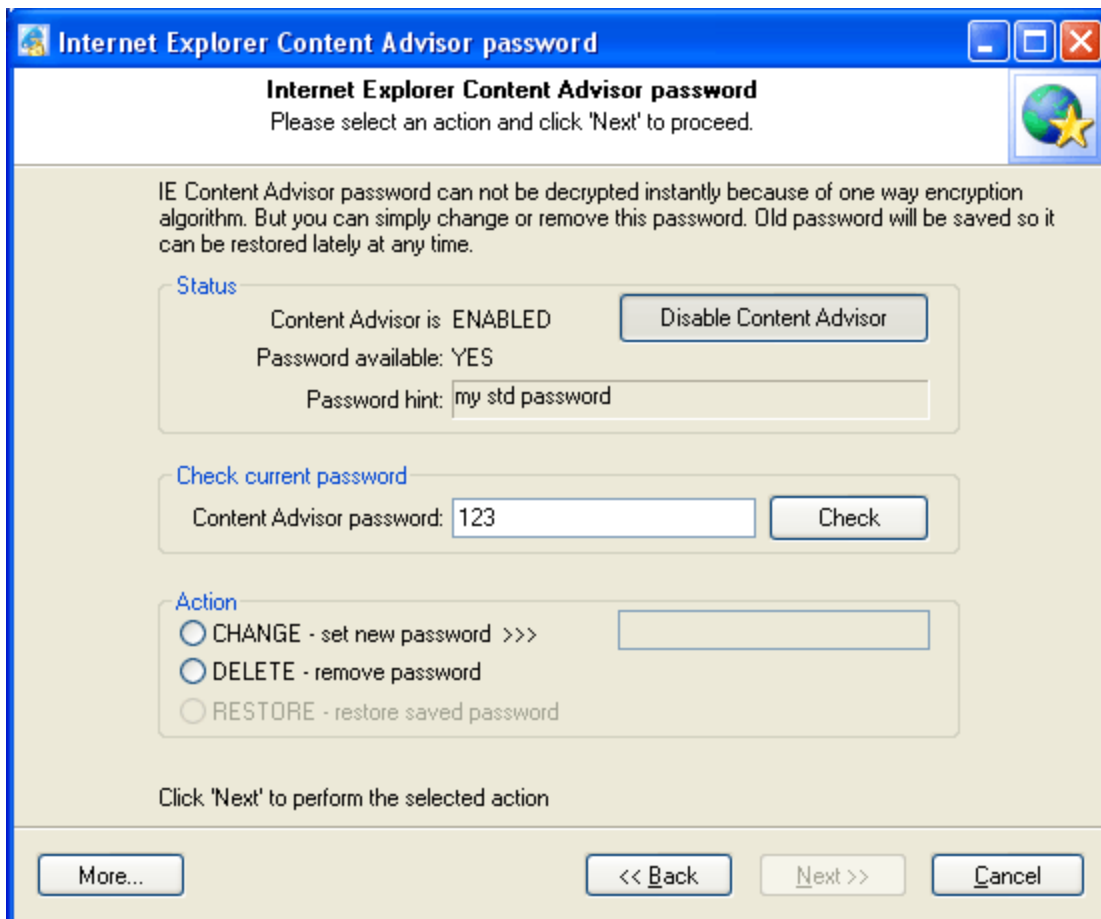 Internet Explorer Content Advisor password
Internet Explorer Content Advisor password
Please select an action and click 'Next' to proceed.
IE Content Advisor password can not be decrypted instantly because of one way encryption
algorithm. But you can simply change or remove this password. Old password will be saved so it
can be restored lately at any time.
Status
Content Advisor is ENABLED
Disable Content Advisor
Password available: YES
Password hint: my std password
Check current password
Content Advisor password: 123
Check
Action
CHANGE - set new password >>>
DELETE - remove password
RESTORE - restore saved password
Click 'Next' to perform the selected action
More...
<< Back
Next >>
Cancel